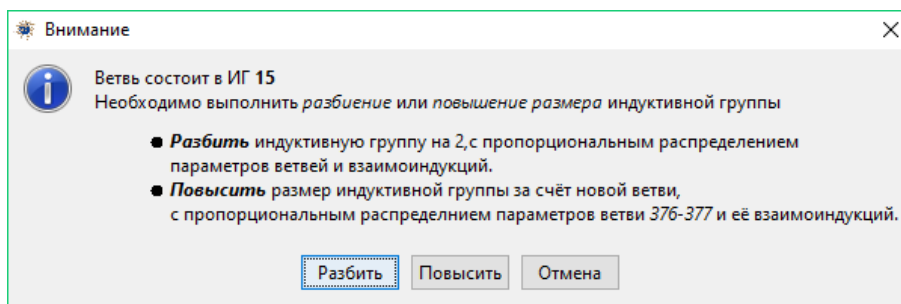 Внимание
Ветвь состоит в ИГ 15
Необходимо выполнить разбиение или повышение размера индуктивной группы
● Разбить индуктивную группу на 2,с пропорциональным распределением
параметров ветвей и взаимоиндукций.
● Повысить размер индуктивной группы за счёт новой ветви,
с пропорциональным распределнием параметров ветви 376-377 и её взаимоиндукций.
Разбить Повысить Отмена